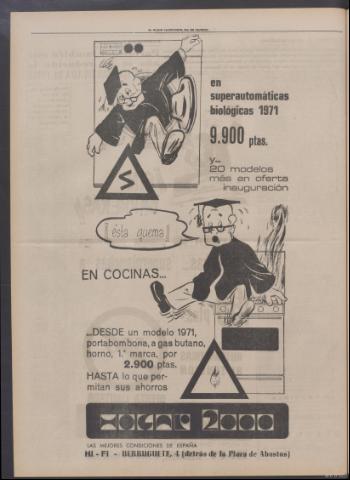 en
superautomáticas
biológicas 1971
9.900 ptas.
y...
20 modelos
más en oferta
inauguración
¡ésta quema!
EN COCINAS...
...DESDE un modelo 1971,
portabombona, a gas butano,
horno, 1.ª marca, por
2.900 ptas.
HASTA lo que per-
mitan sus ahorros
2000
LAS MEJORES CONDICIONES DE ESPAÑA
HI-FI - BERRUGUETE, 4 (detrás de la Plaza de Abastos)